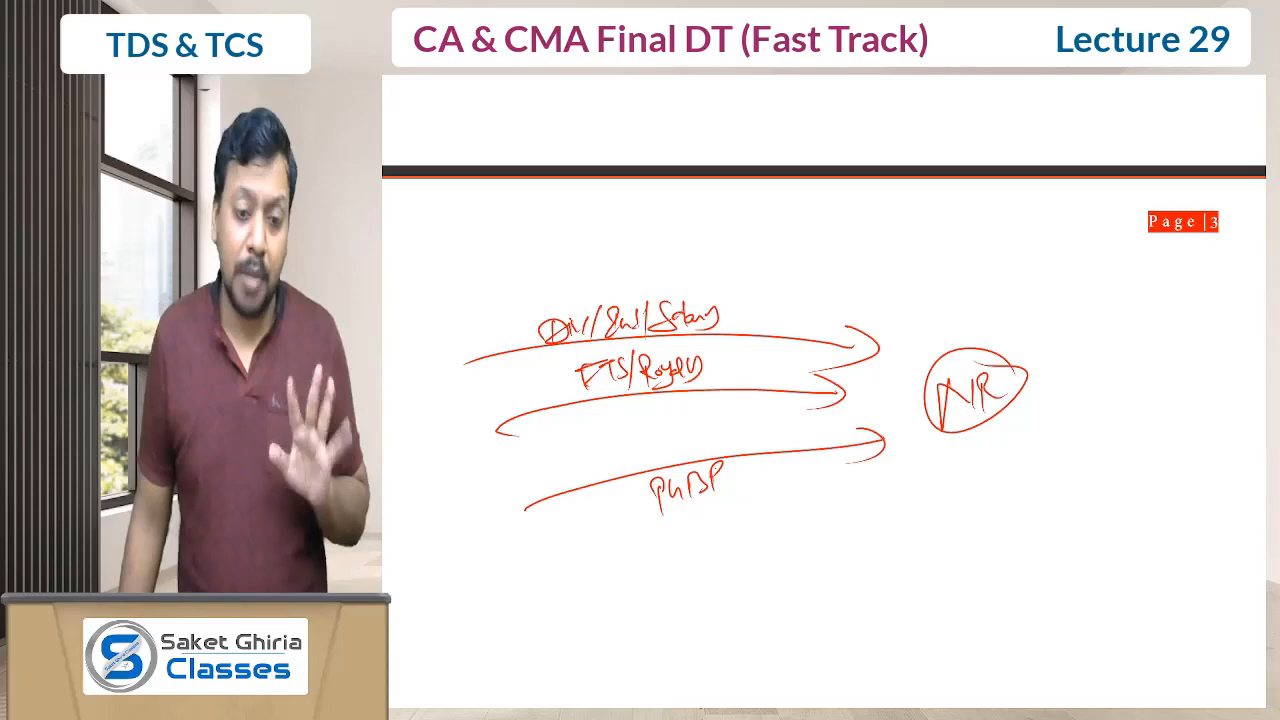 TDS & TCS
CA & CMA Final DT (Fast Track)
Lecture 29
Page |3
Div/Int/Salary
FTS/Royalty
NR
PGBP
S
Saket Ghiria
Classes